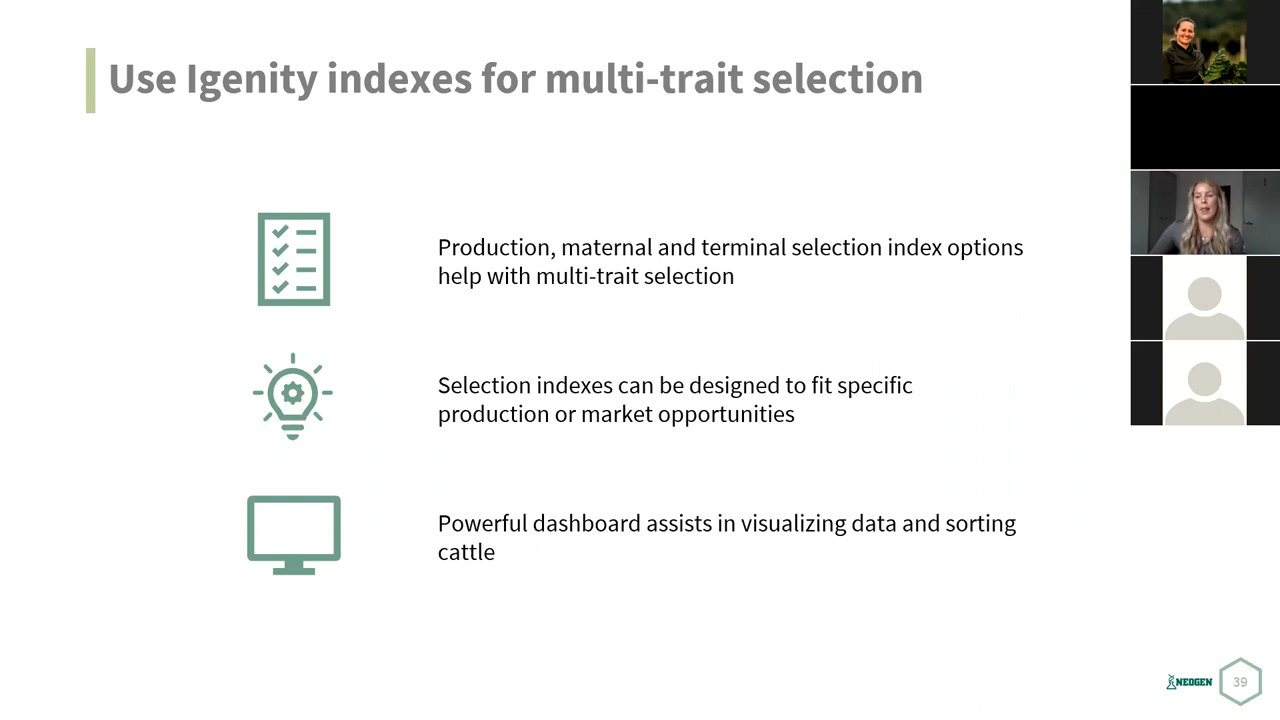 Use Igenity indexes for multi-trait selection
Production, maternal and terminal selection index options
help with multi-trait selection
Selection indexes can be designed to fit specific
production or market opportunities
Powerful dashboard assists in visualizing data and sorting
cattle
NEOGEN
39